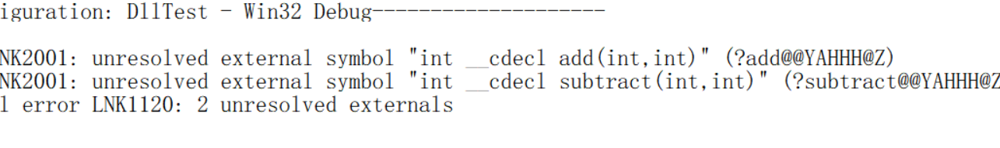 iguration: DllTest - Win32 Debug--------------------
NK2001: unresolved external symbol "int __cdecl add(int,int)" (?add@@YAHHH@Z)
NK2001: unresolved external symbol "int __cdecl subtract(int,int)" (?subtract@@YAHHH@Z
l error LNK1120: 2 unresolved externals